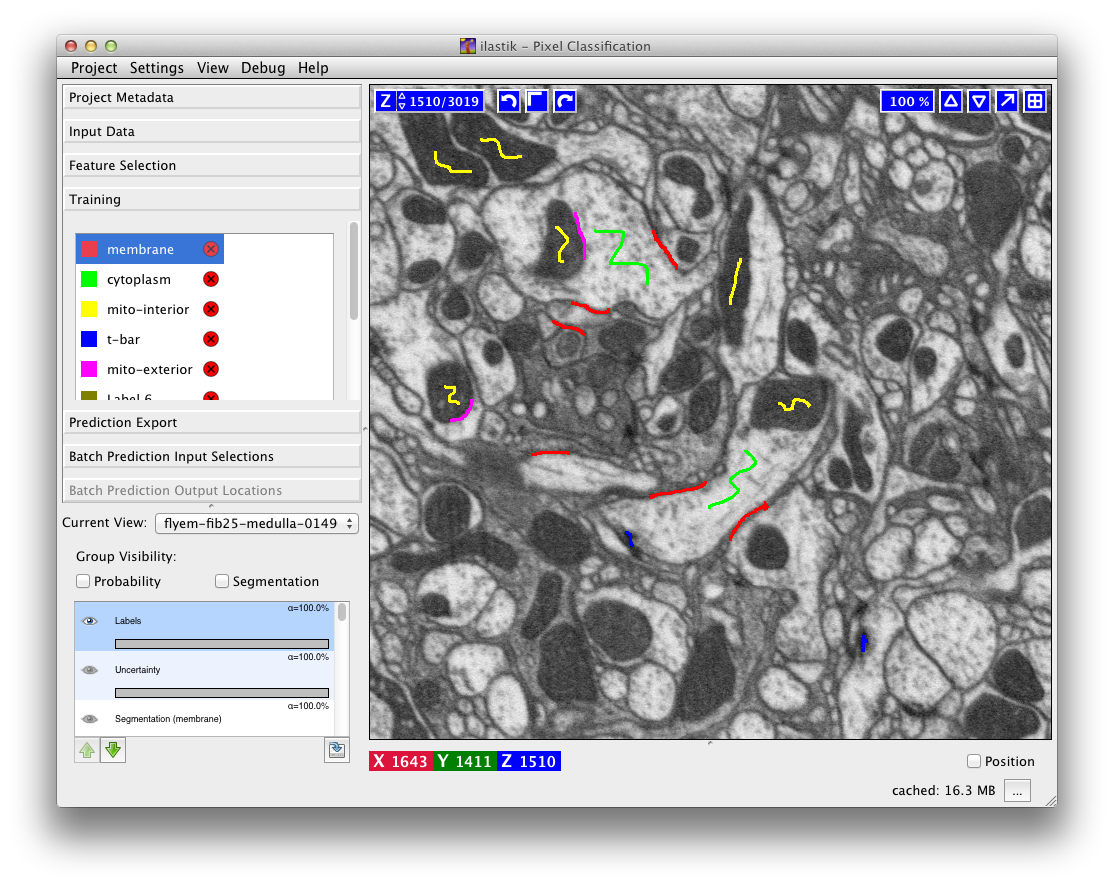 ilastik – Pixel Classification
Project Settings View Debug Help
Project Metadata
Input Data
Feature Selection
Training
membrane
cytoplasm
mito-interior
t-bar
mito-exterior
Label 6
Prediction Export
Batch Prediction Input Selections
Batch Prediction Output Locations
Current View: flyem-fib25-medulla-0149
Group Visibility:
Probability Segmentation
α=100.0%
Labels
α=100.0%
Uncertainty
α=100.0%
Segmentation (membrane)
Z 1510/3019
100 %
X 1643 Y 1411 Z 1510
Position
cached: 16.3 MB ...